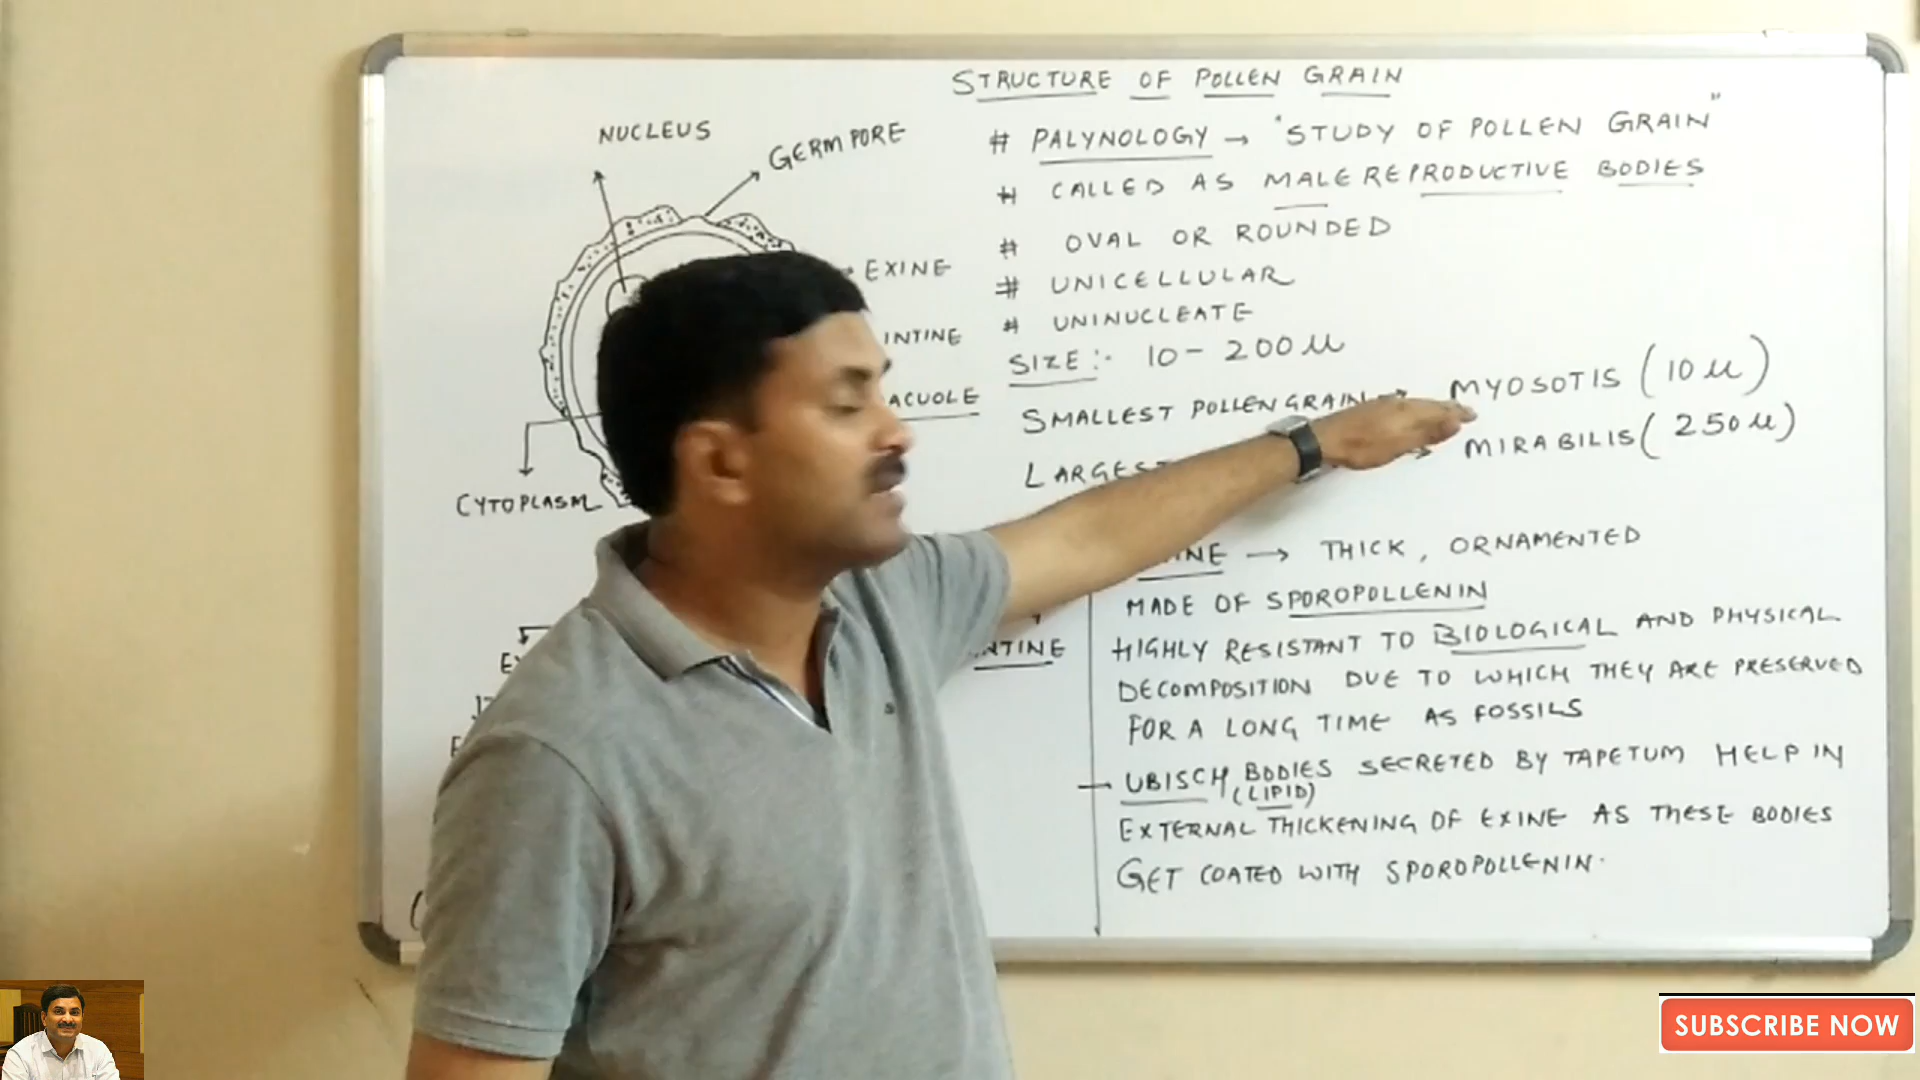 STRUCTURE OF POLLEN GRAIN
NUCLEUS
GERM PORE
EXINE
INTINE
ACUOLE
CYTOPLASM
# PALYNOLOGY → "STUDY OF POLLEN GRAIN"
# CALLED AS MALE REPRODUCTIVE BODIES
# OVAL OR ROUNDED
# UNICELLULAR
# UNINUCLEATE
SIZE :- 10 - 200 µ
SMALLEST POLLEN GRAIN → MYOSOTIS (10 µ)
LARGEST → MIRABILIS (250 µ)
INE → THICK, ORNAMENTED
MADE OF SPOROPOLLENIN
HIGHLY RESISTANT TO BIOLOGICAL AND PHYSICAL
DECOMPOSITION DUE TO WHICH THEY ARE PRESERVED
FOR A LONG TIME AS FOSSILS
→ UBISCH BODIES SECRETED BY TAPETUM HELP IN
(LIPID)
EXTERNAL THICKENING OF EXINE AS THESE BODIES
GET COATED WITH SPOROPOLLENIN.
INTINE
SUBSCRIBE NOW